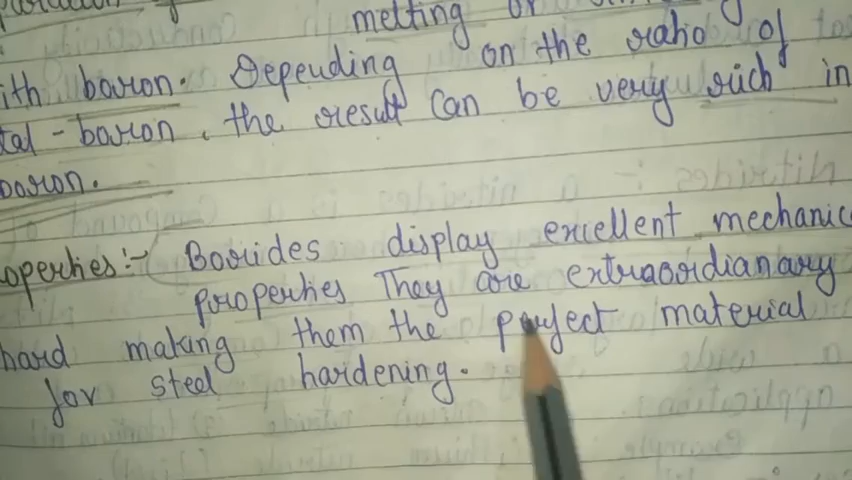 melting or
ith baron. Depending on the ratio of
tal-baron, the result can be very rich in
baron.
operties:- Borides display excellent mechanic
properties They are extraordianary
hard making them the perfect material
for steel hardening.